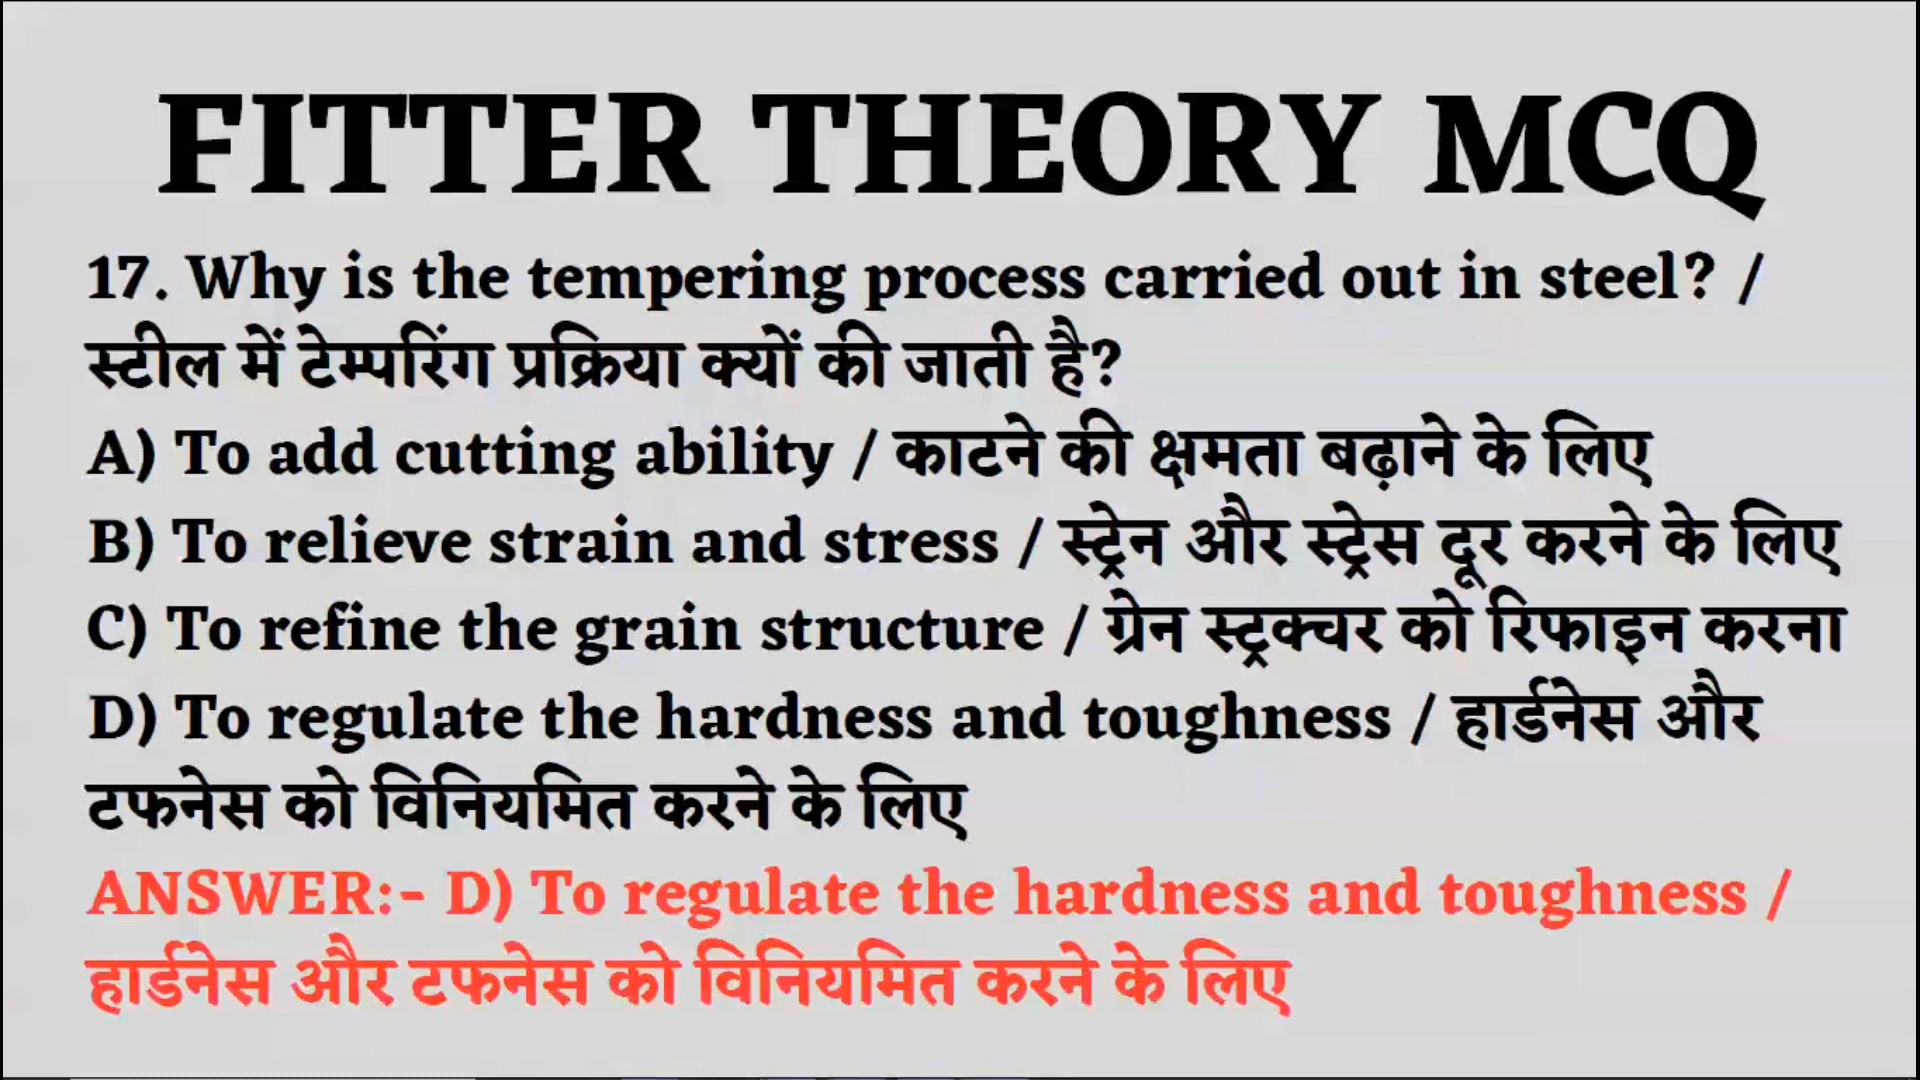 FITTER THEORY MCQ
17. Why is the tempering process carried out in steel? /
स्टील में टेम्परिंग प्रक्रिया क्यों की जाती है?
A) To add cutting ability / काटने की क्षमता बढ़ाने के लिए
B) To relieve strain and stress / स्ट्रेन और स्ट्रेस दूर करने के लिए
C) To refine the grain structure / ग्रेन स्ट्रक्चर को रिफाइन करना
D) To regulate the hardness and toughness / हार्डनेस और
टफनेस को विनियमित करने के लिए
ANSWER:- D) To regulate the hardness and toughness /
हार्डनेस और टफनेस को विनियमित करने के लिए